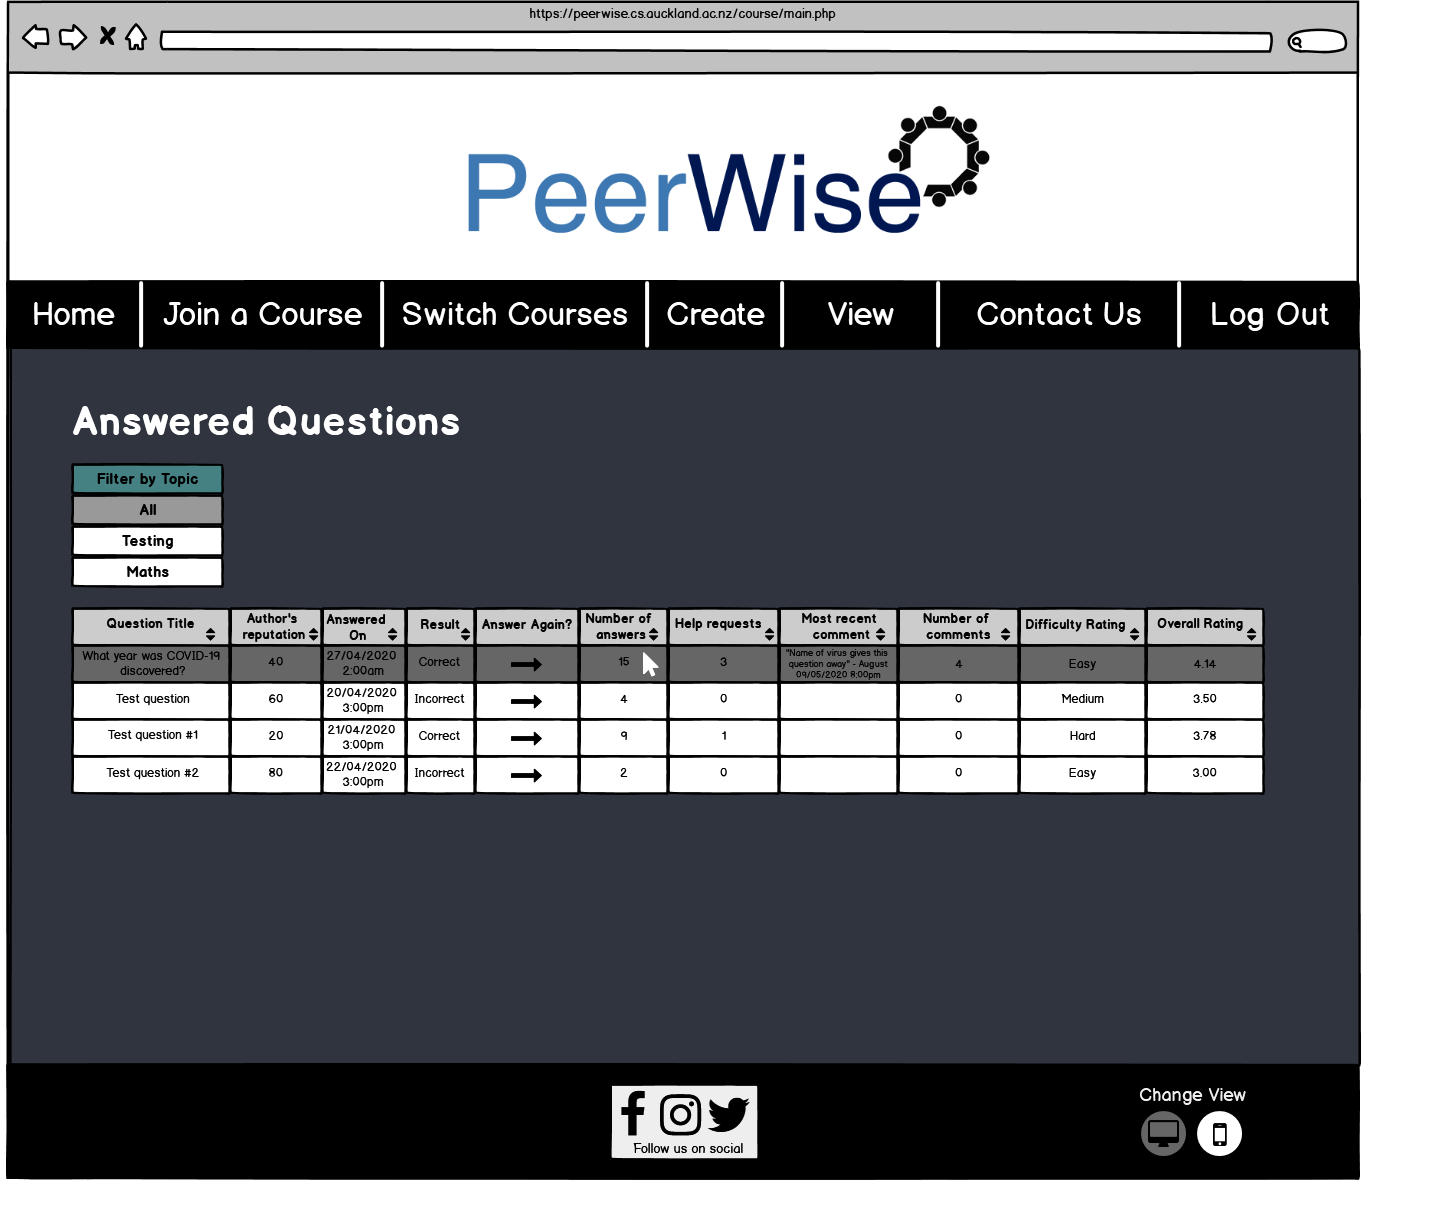 https://peerwise.cs.auckland.ac.nz/course/main.php
PeerWise
Home Join a Course Switch Courses Create View Contact Us Log Out
Answered Questions
Filter by Topic
All
Testing
Maths
Question Title Author's reputation Answered On Result Answer Again? Number of answers Help requests Most recent comment Number of comments Difficulty Rating Overall Rating
What year was COVID-19 discovered? 40 27/04/2020 2:00am Correct 15 3 "Name of virus gives this question away" - August 09/05/2020 8:00pm 4 Easy 4.14
Test question 60 20/04/2020 3:00pm Incorrect 4 0 0 Medium 3.50
Test question #1 20 21/04/2020 3:00pm Correct 9 1 0 Hard 3.78
Test question #2 80 22/04/2020 3:00pm Incorrect 2 0 0 Easy 3.00
Change View
Follow us on social